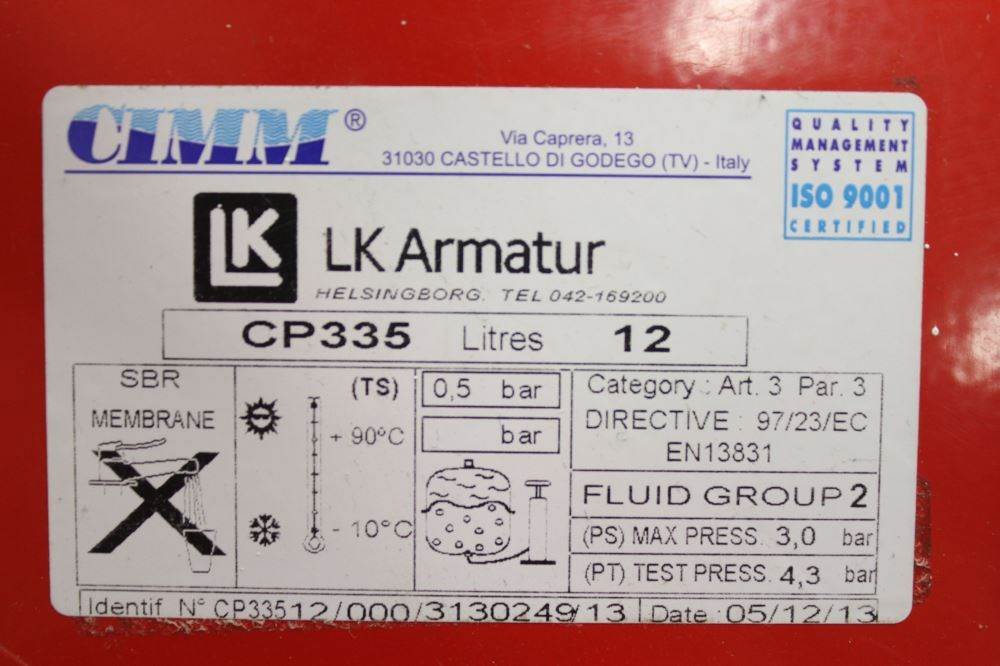 CIMM®
Via Caprera, 13
31030 CASTELLO DI GODEGO (TV) - Italy
QUALITY
MANAGEMENT
SYSTEM
ISO 9001
CERTIFIED
LK LK Armatur
HELSINGBORG. TEL 042-169200
CP335 Litres 12
SBR
MEMBRANE
(TS)
+ 90°C
- 10°C
0,5 bar
bar
Category : Art. 3 Par. 3
DIRECTIVE : 97/23/EC
EN13831
FLUID GROUP 2
(PS) MAX PRESS. 3,0 bar
(PT) TEST PRESS. 4,3 bar
Identif. N° CP33512/000/3130249/13 Date : 05/12/13